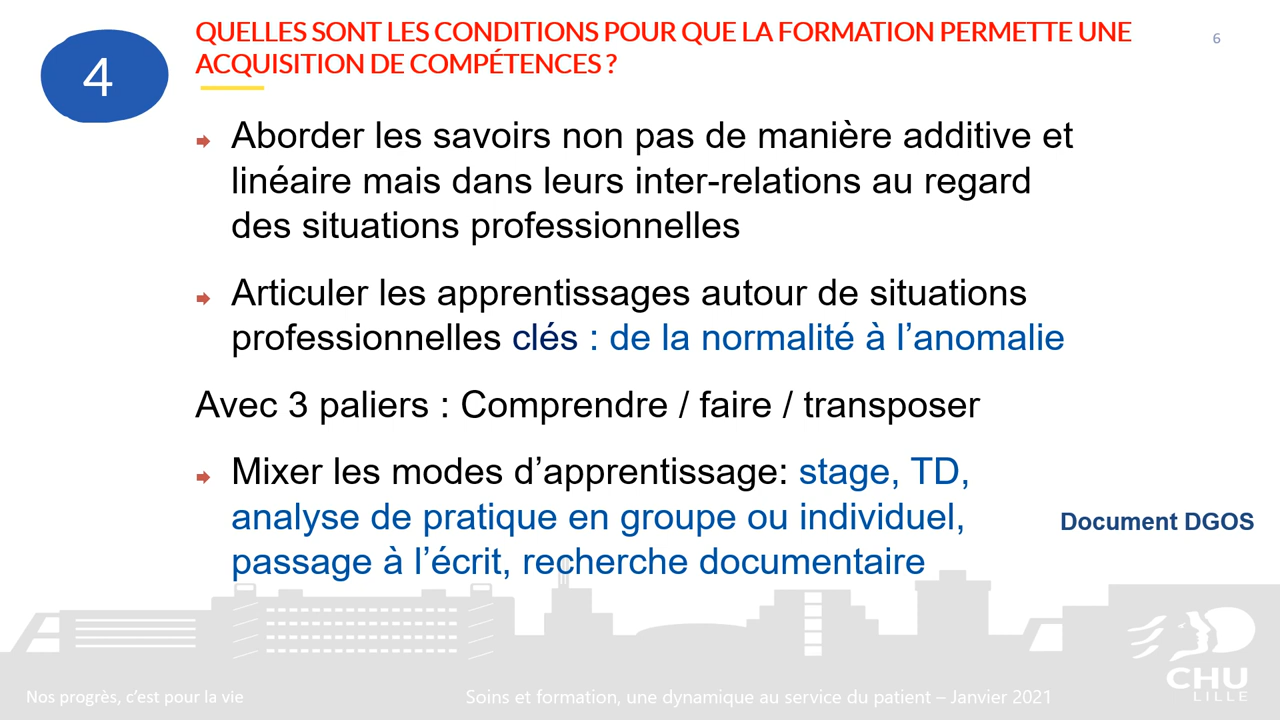 4
QUELLES SONT LES CONDITIONS POUR QUE LA FORMATION PERMETTE UNE
ACQUISITION DE COMPÉTENCES ?
6
Aborder les savoirs non pas de manière additive et
linéaire mais dans leurs inter-relations au regard
des situations professionnelles
Articuler les apprentissages autour de situations
professionnelles clés : de la normalité à l’anomalie
Avec 3 paliers : Comprendre / faire / transposer
Mixer les modes d’apprentissage: stage, TD,
analyse de pratique en groupe ou individuel,
passage à l’écrit, recherche documentaire
Document DGOS
Nos progrès, c’est pour la vie
Soins et formation, une dynamique au service du patient – Janvier 2021
CHU
LILLE